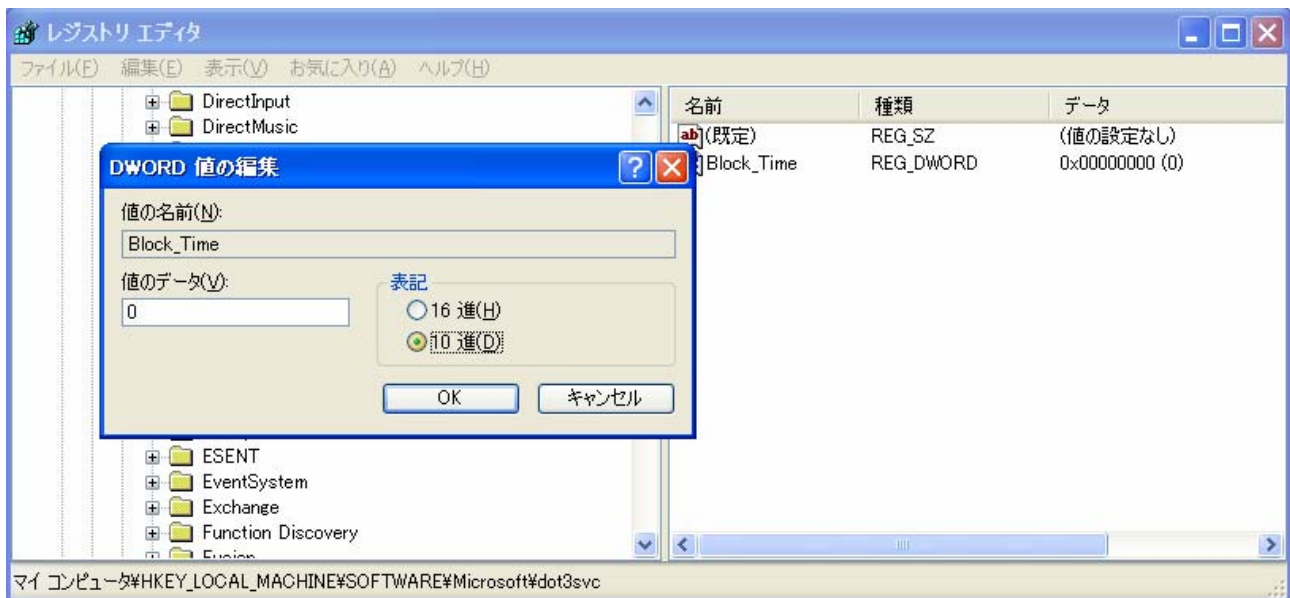 レジストリ エディタ
ファイル(F) 編集(E) 表示(V) お気に入り(A) ヘルプ(H)
DirectInput
DirectMusic
名前 種類 データ
ab (既定) REG_SZ (値の設定なし)
Block_Time REG_DWORD 0x00000000 (0)
DWORD 値の編集
値の名前(N):
Block_Time
値のデータ(V):
0
表記
16 進(H)
10 進(D)
OK キャンセル
ESENT
EventSystem
Exchange
Function Discovery
Fusion
マイ コンピュータ¥HKEY_LOCAL_MACHINE¥SOFTWARE¥Microsoft¥dot3svc